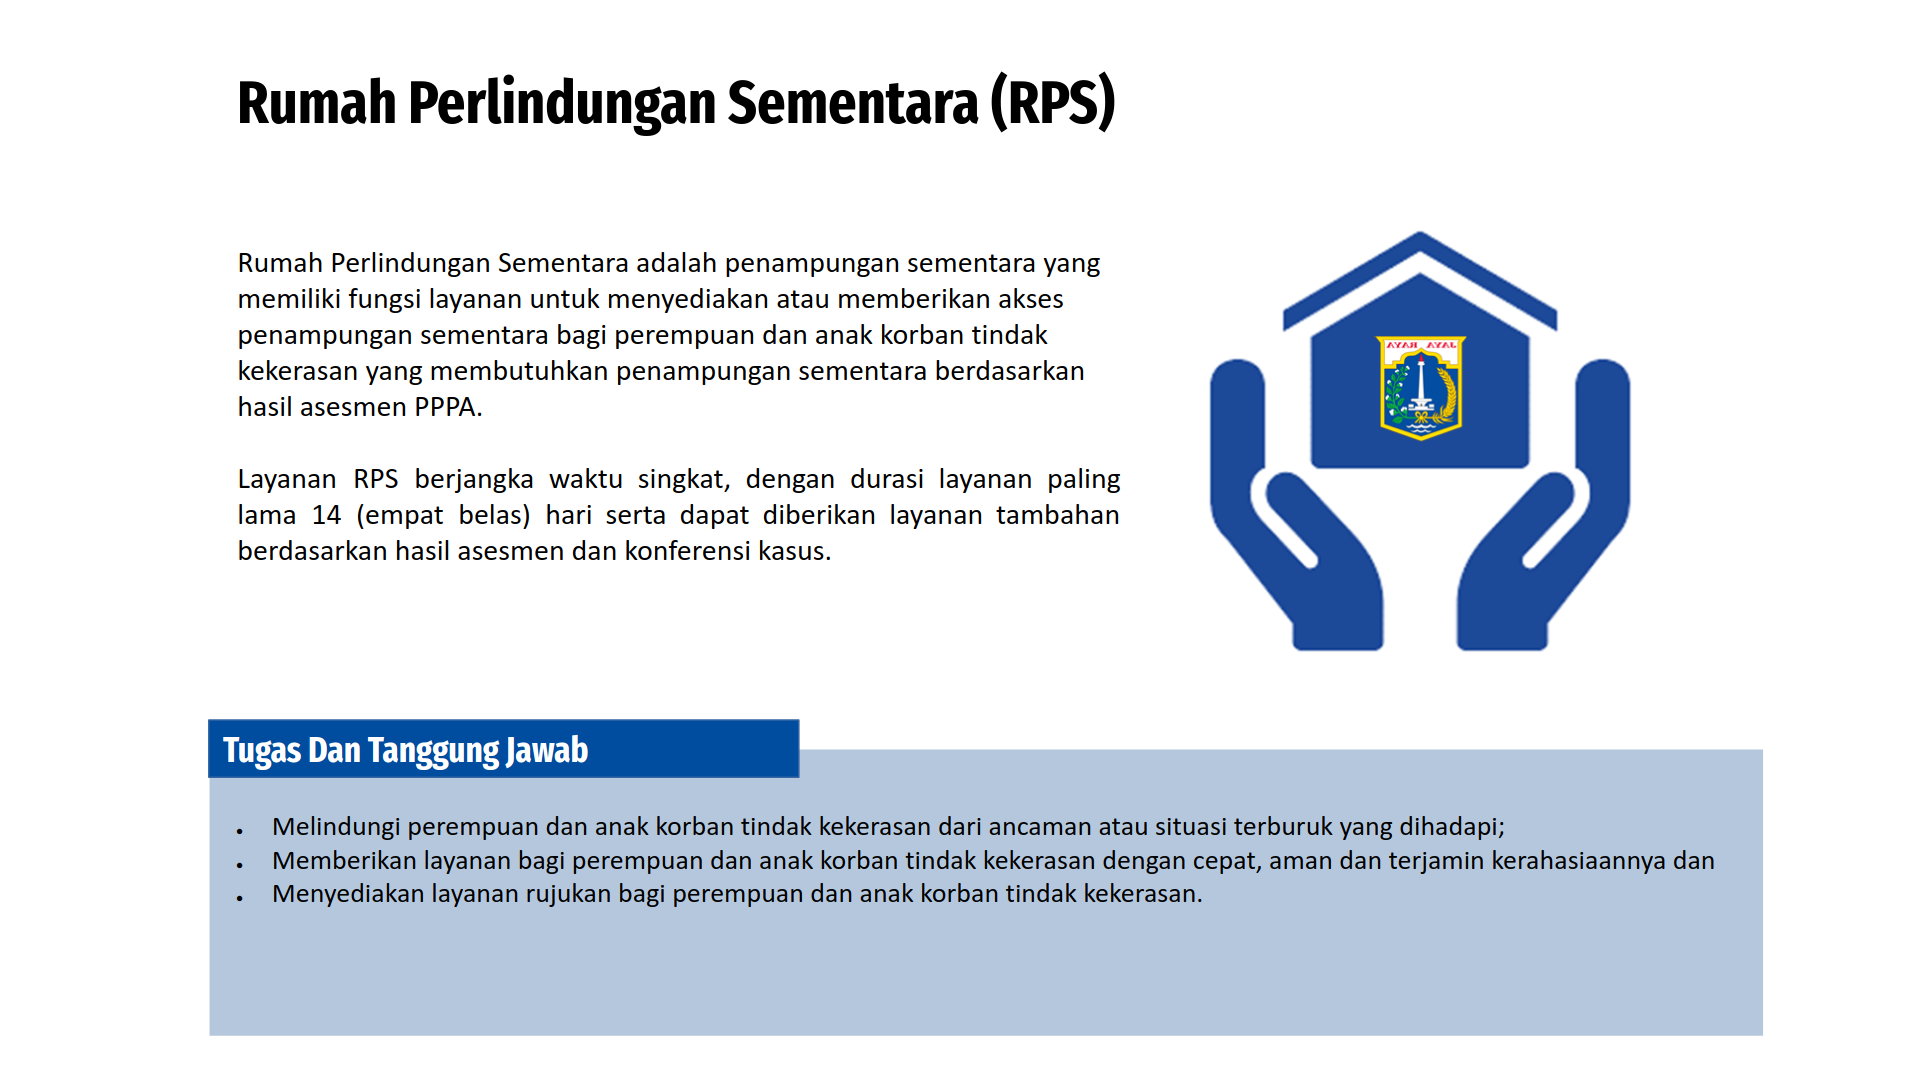 Rumah Perlindungan Sementara (RPS)
Rumah Perlindungan Sementara adalah penampungan sementara yang
memiliki fungsi layanan untuk menyediakan atau memberikan akses
penampungan sementara bagi perempuan dan anak korban tindak
kekerasan yang membutuhkan penampungan sementara berdasarkan
hasil asesmen PPPA.
Layanan RPS berjangka waktu singkat, dengan durasi layanan paling
lama 14 (empat belas) hari serta dapat diberikan layanan tambahan
berdasarkan hasil asesmen dan konferensi kasus.
JAYA RAYA
Tugas Dan Tanggung Jawab
• Melindungi perempuan dan anak korban tindak kekerasan dari ancaman atau situasi terburuk yang dihadapi;
• Memberikan layanan bagi perempuan dan anak korban tindak kekerasan dengan cepat, aman dan terjamin kerahasiaannya dan
• Menyediakan layanan rujukan bagi perempuan dan anak korban tindak kekerasan.